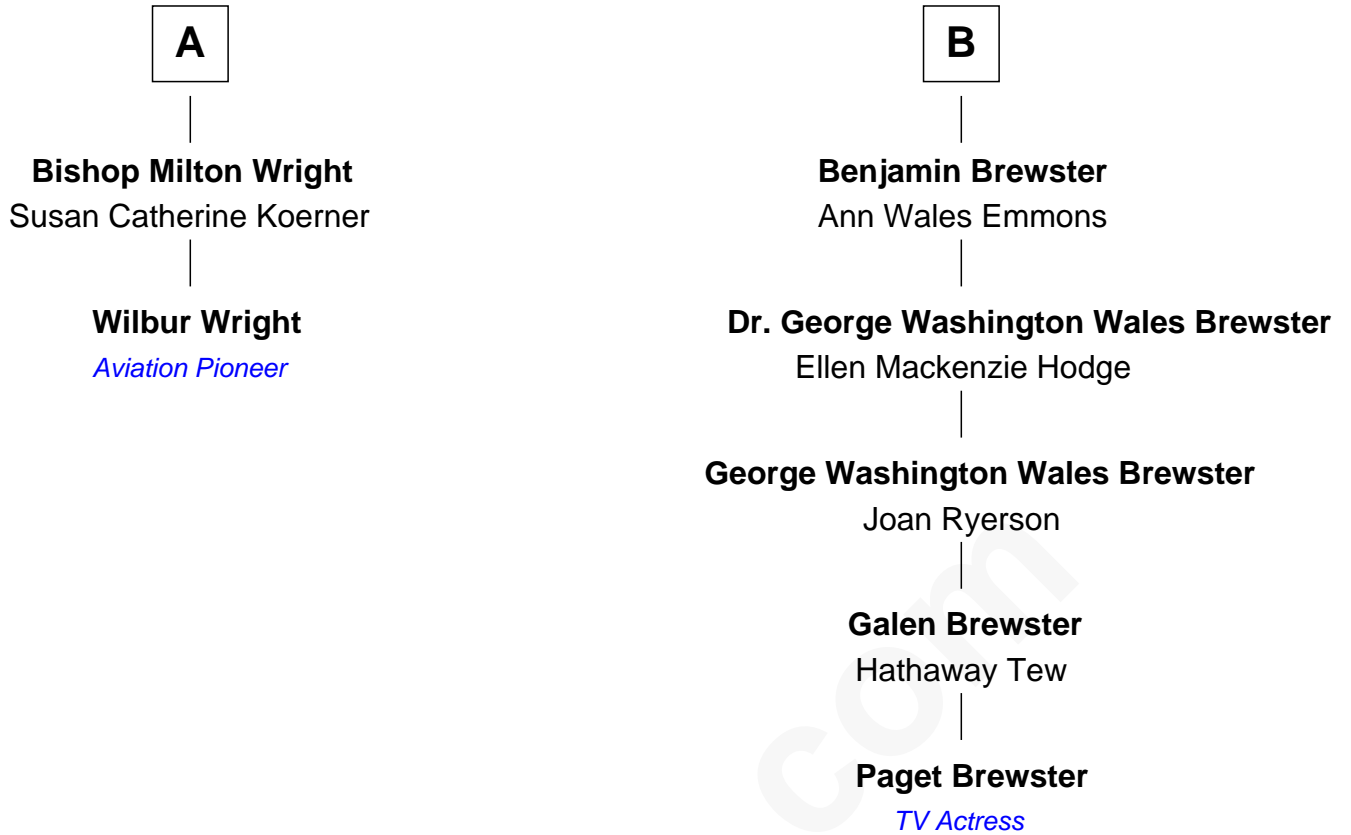 A
Bishop Milton Wright
Susan Catherine Koerner
Wilbur Wright
Aviation Pioneer
B
Benjamin Brewster
Ann Wales Emmons
Dr. George Washington Wales Brewster
Ellen Mackenzie Hodge
George Washington Wales Brewster
Joan Ryerson
Galen Brewster
Hathaway Tew
Paget Brewster
TV Actress
com